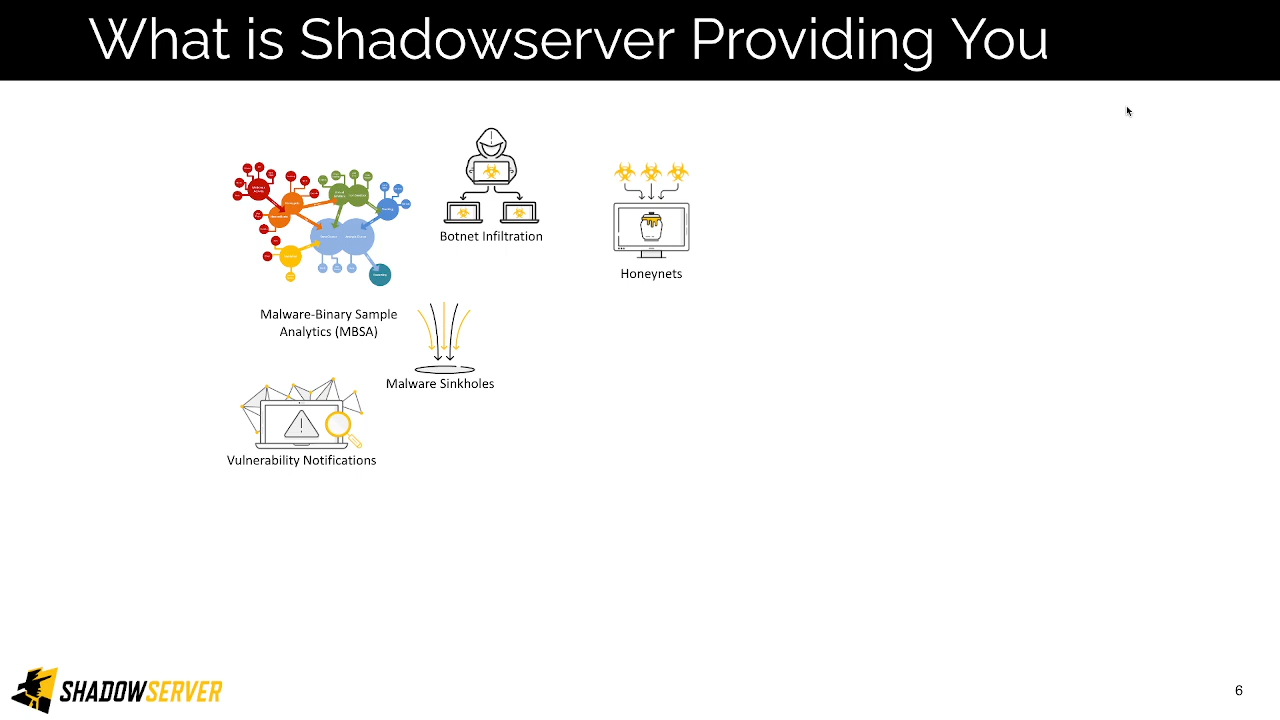 What is Shadowserver Providing You
Botnet Infiltration
Honeynets
Malware-Binary Sample
Analytics (MBSA)
Malware Sinkholes
Vulnerability Notifications
SHADOWSERVER
6